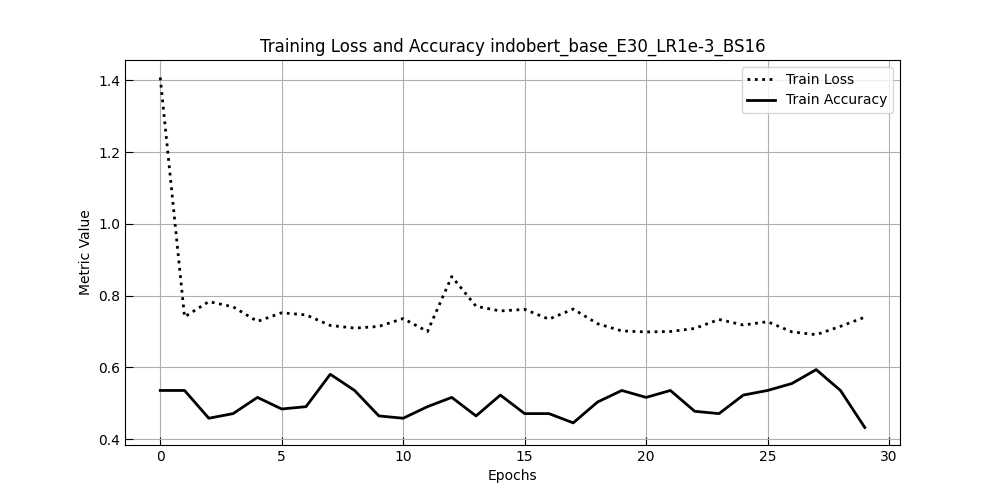 Training Loss and Accuracy indobert_base_E30_LR1e-3_BS16
Train Loss
Train Accuracy
Metric Value
1.4
1.2
1.0
0.8
0.6
0.4
0 5 10 15 20 25 30
Epochs